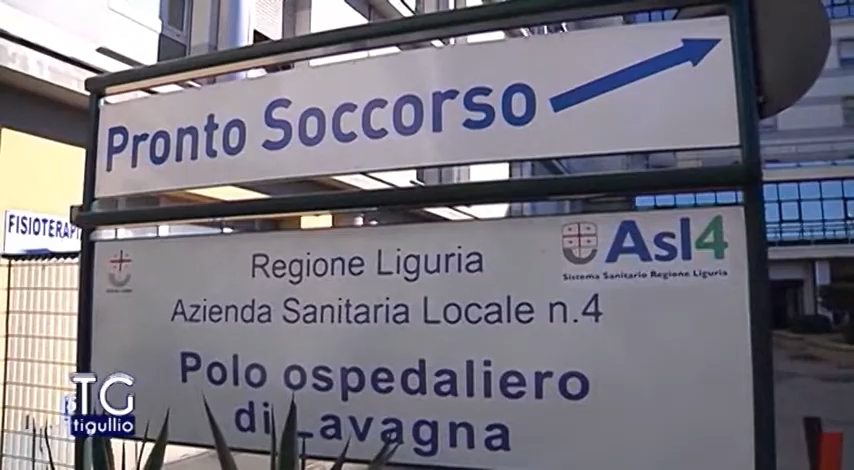 Pronto Soccorso
FISIOTERAPIA
Asl4
Sistema Sanitario Regione Liguria
Regione Liguria
Azienda Sanitaria Locale n.4
Polo ospedaliero
di Lavagna
TG
tigullio